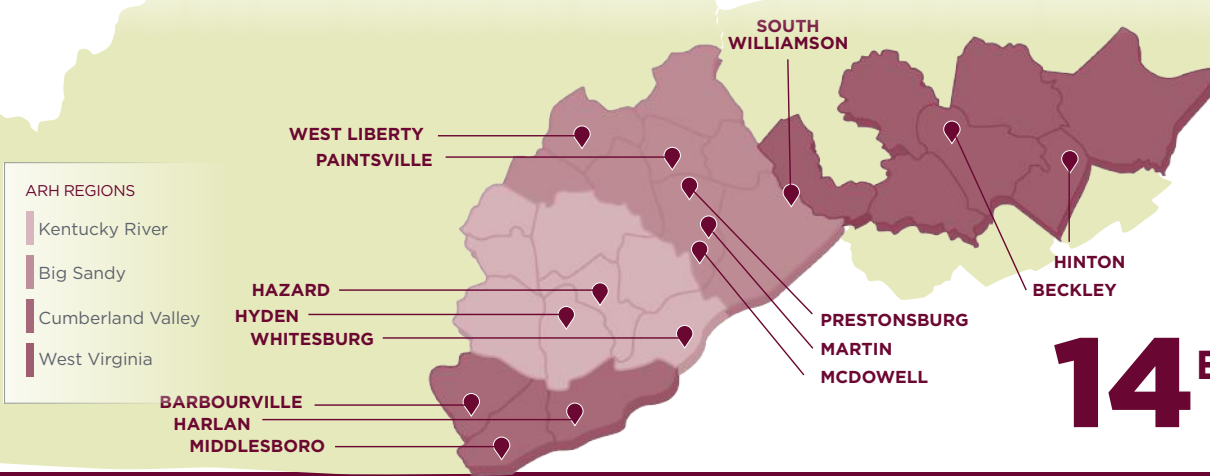 SOUTH
WILLIAMSON
WEST LIBERTY
PAINTSVILLE
ARH REGIONS
Kentucky River
Big Sandy
Cumberland Valley
West Virginia
HAZARD
HYDEN
WHITESBURG
HINTON
BECKLEY
PRESTONSBURG
MARTIN
MCDOWELL
14
BARBOURVILLE
HARLAN
MIDDLESBORO